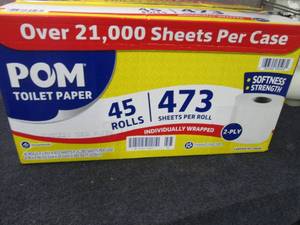 Over 21,000 Sheets Per Case
POM
TOILET PAPER
45
ROLLS
473
SHEETS PER ROLL
INDIVIDUALLY WRAPPED
2-PLY
SOFTNESS
STRENGTH